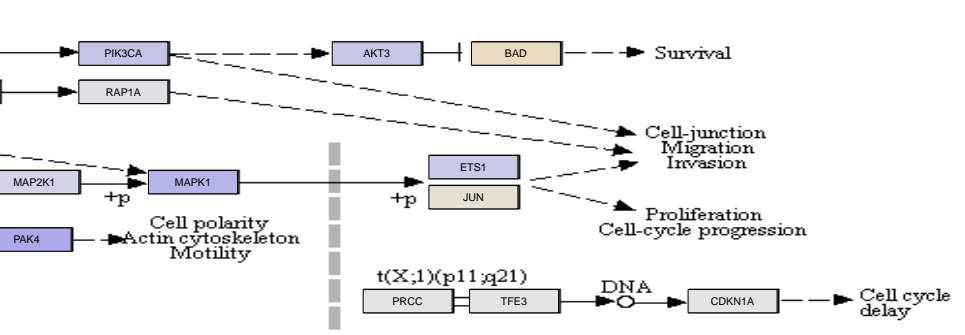 PIK3CA
AKT3
BAD
Survival
RAP1A
Cell-junction
Migration
Invasion
ETS1
MAP2K1
MAPK1
+p
+p
JUN
Proliferation
Cell-cycle progression
PAK4
Cell polarity
Actin cytoskeleton
Motility
t(X;1)(p11;q21)
DNA
PRCC
TFE3
CDKN1A
Cell cycle
delay